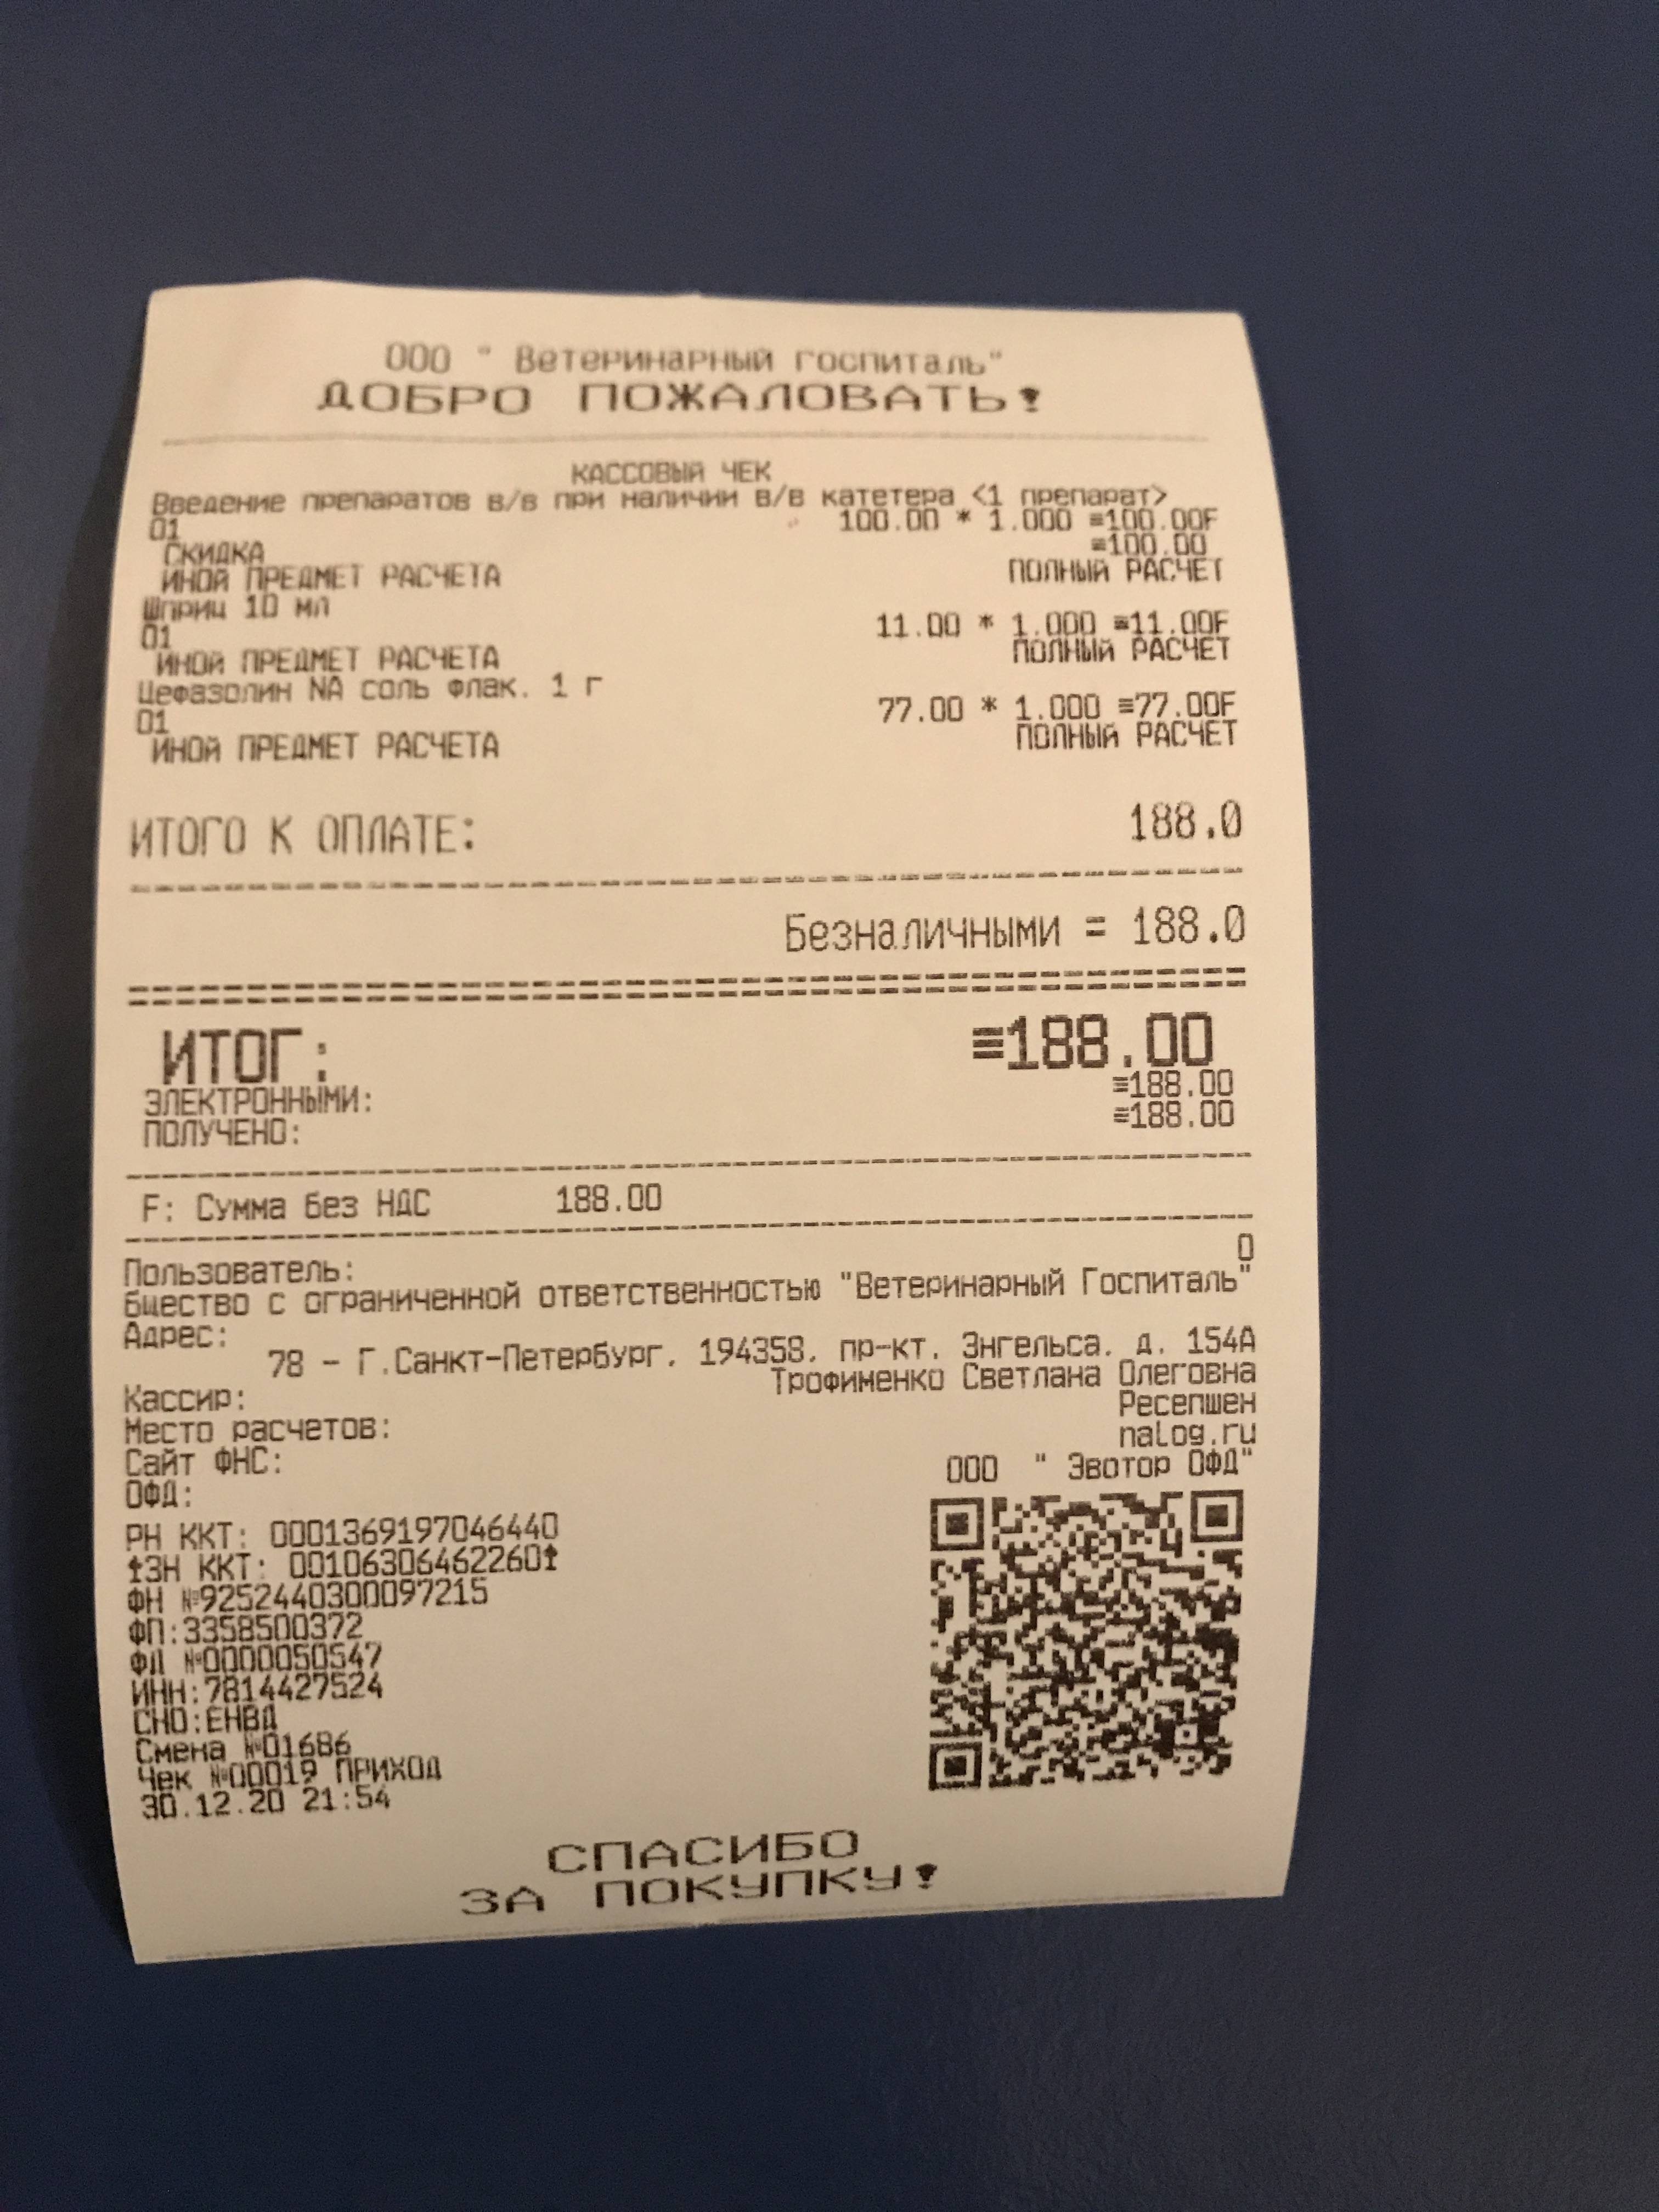 ООО " Ветеринарный госпиталь"
ДОБРО ПОЖАЛОВАТЬ!
КАССОВЫЙ ЧЕК
Введение препаратов в/в при наличии в/в катетера <1 препарат>
01 100.00 * 1.000 ≡100.00F
СКИДКА ≡100.00
ИНОЙ ПРЕДМЕТ РАСЧЕТА ПОЛНЫЙ РАСЧЕТ
Шприц 10 мл
01 11.00 * 1.000 ≡11.00F
ИНОЙ ПРЕДМЕТ РАСЧЕТА ПОЛНЫЙ РАСЧЕТ
Цефазолин NA соль флак. 1 г
01 77.00 * 1.000 ≡77.00F
ИНОЙ ПРЕДМЕТ РАСЧЕТА ПОЛНЫЙ РАСЧЕТ
ИТОГО К ОПЛАТЕ: 188.0
Безналичными = 188.0
ИТОГ: ≡188.00
ЭЛЕКТРОННЫМИ: ≡188.00
ПОЛУЧЕНО: ≡188.00
F: Сумма без НДС 188.00
Пользователь: О
бщество с ограниченной ответственностью "Ветеринарный Госпиталь"
Адрес:
78 - Г.Санкт-Петербург, 194358, пр-кт. Энгельса, д. 154А
Кассир: Трофименко Светлана Олеговна
Место расчетов: Ресепшен
Сайт ФНС: nalog.ru
ОФД: ООО " Эвотор ОФД"
РН ККТ: 0001369197046440
↑ЗН ККТ: 00106306462260↑
ФН №9252440300097215
ФП:3358500372
ФД №0000050547
ИНН:7814427524
СНО:ЕНВД
Смена №01686
Чек №00019 ПРИХОД
30.12.20 21:54
СПАСИБО
ЗА ПОКУПКУ!